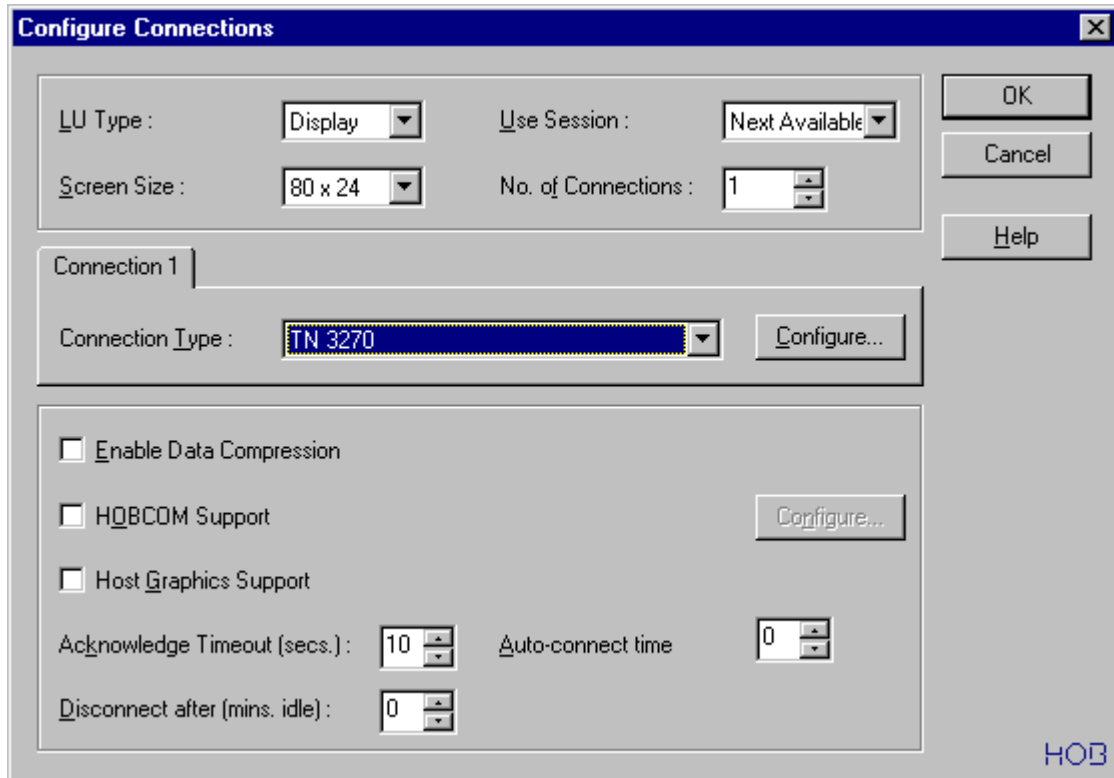 Configure Connections
LU Type : Display Use Session : Next Available OK
Cancel
Screen Size : 80 x 24 No. of Connections : 1
Help
Connection 1
Connection Type : TN 3270 Configure...
Enable Data Compression
HOBCOM Support Configure...
Host Graphics Support
Acknowledge Timeout (secs.) : 10 Auto-connect time 0
Disconnect after (mins. idle) : 0
HOB